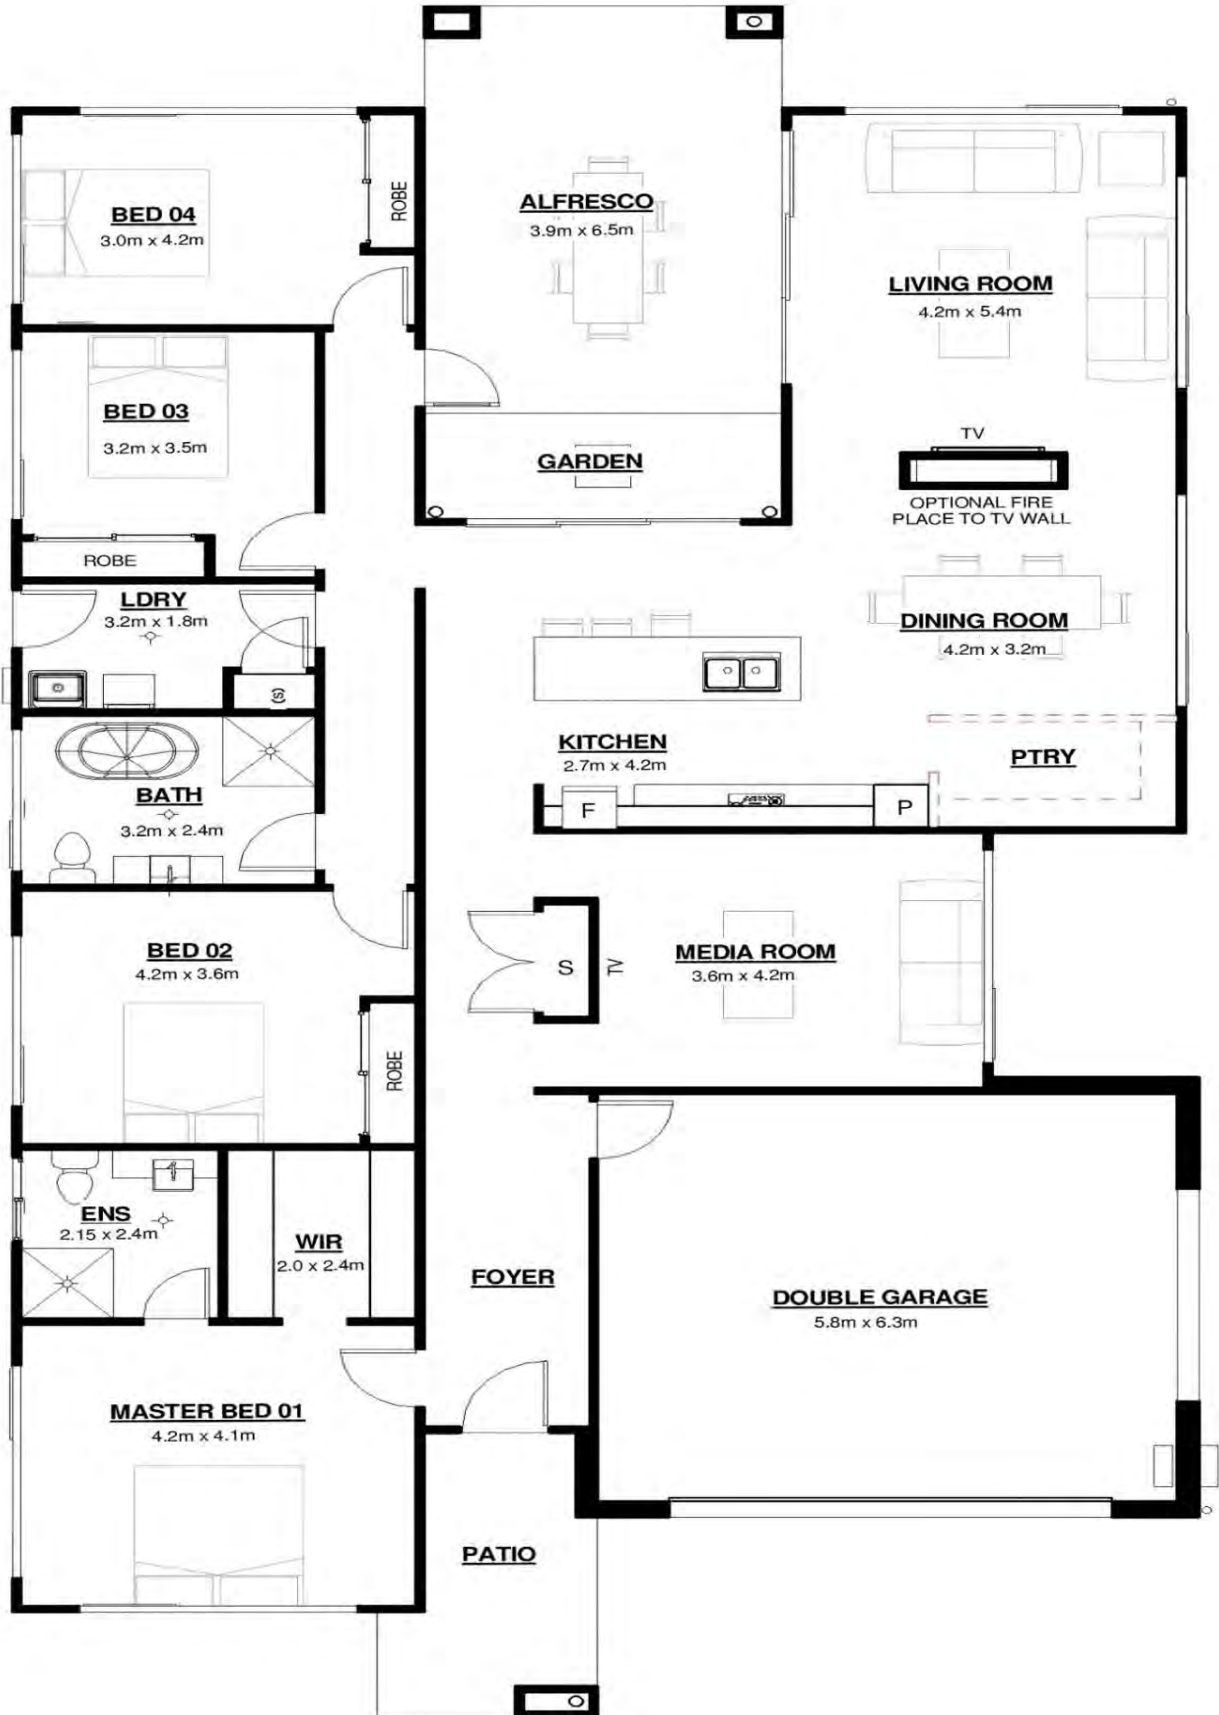 BED 04
3.0m x 4.2m
ROBE
ALFRESCO
3.9m x 6.5m
LIVING ROOM
4.2m x 5.4m
BED 03
3.2m x 3.5m
ROBE
GARDEN
TV
OPTIONAL FIRE
PLACE TO TV WALL
LDRY
3.2m x 1.8m
(S)
DINING ROOM
4.2m x 3.2m
KITCHEN
2.7m x 4.2m
PTRY
F
P
BATH
3.2m x 2.4m
BED 02
4.2m x 3.6m
ROBE
S
TV
MEDIA ROOM
3.6m x 4.2m
ENS
2.15 x 2.4m
WIR
2.0 x 2.4m
FOYER
DOUBLE GARAGE
5.8m x 6.3m
MASTER BED 01
4.2m x 4.1m
PATIO